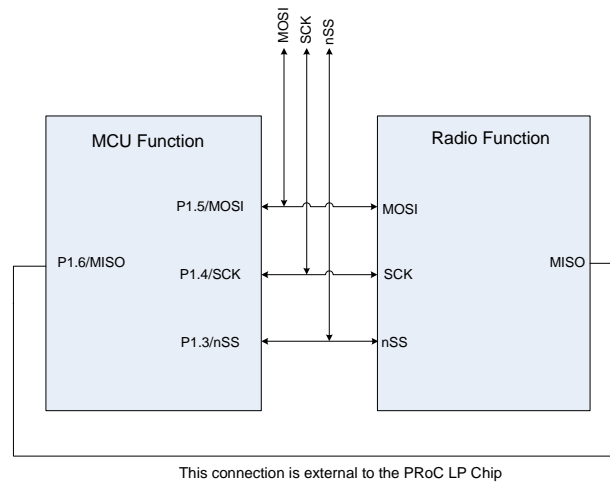 MOSI
SCK
nSS
MCU Function
Radio Function
P1.5/MOSI
MOSI
P1.6/MISO
P1.4/SCK
SCK
MISO
P1.3/nSS
nSS
This connection is external to the PRoC LP Chip